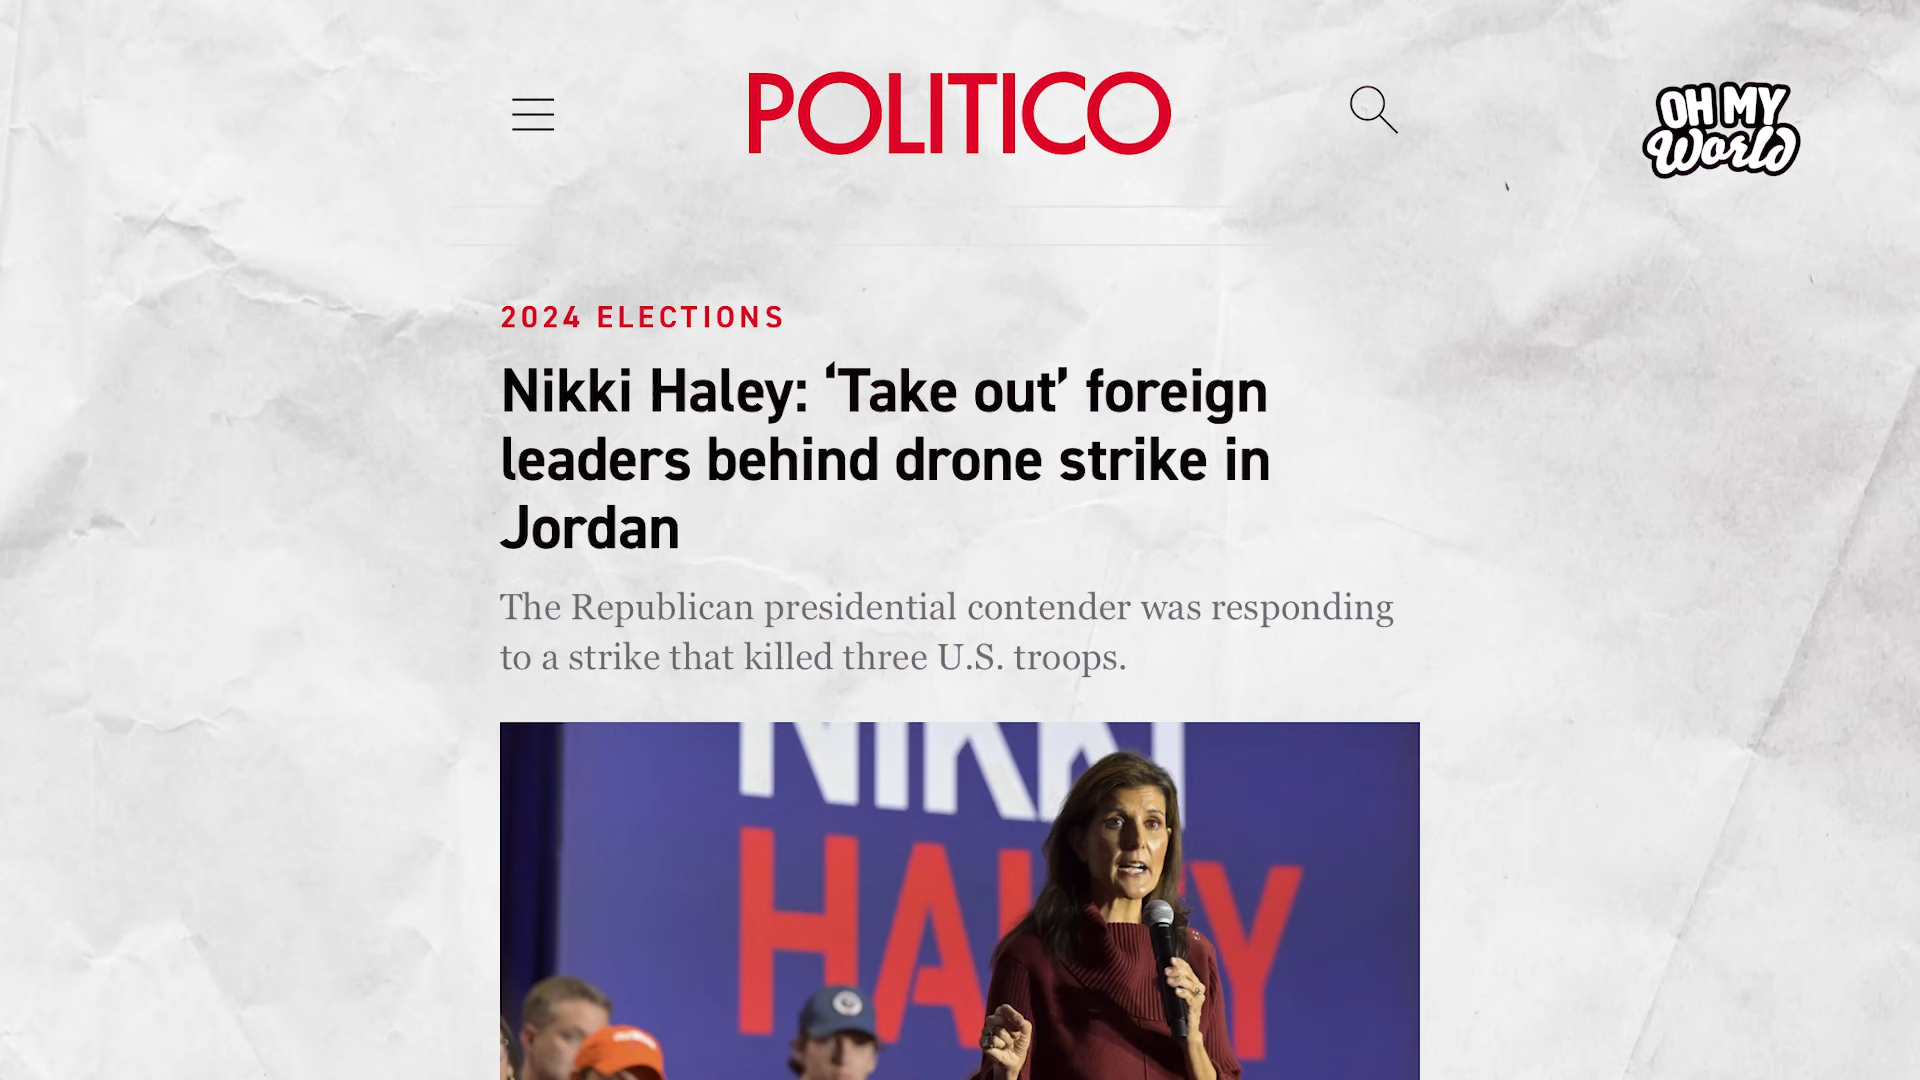 POLITICO
OH MY
World
2024 ELECTIONS
Nikki Haley: ‘Take out’ foreign
leaders behind drone strike in
Jordan
The Republican presidential contender was responding
to a strike that killed three U.S. troops.
NIKKI
HALEY